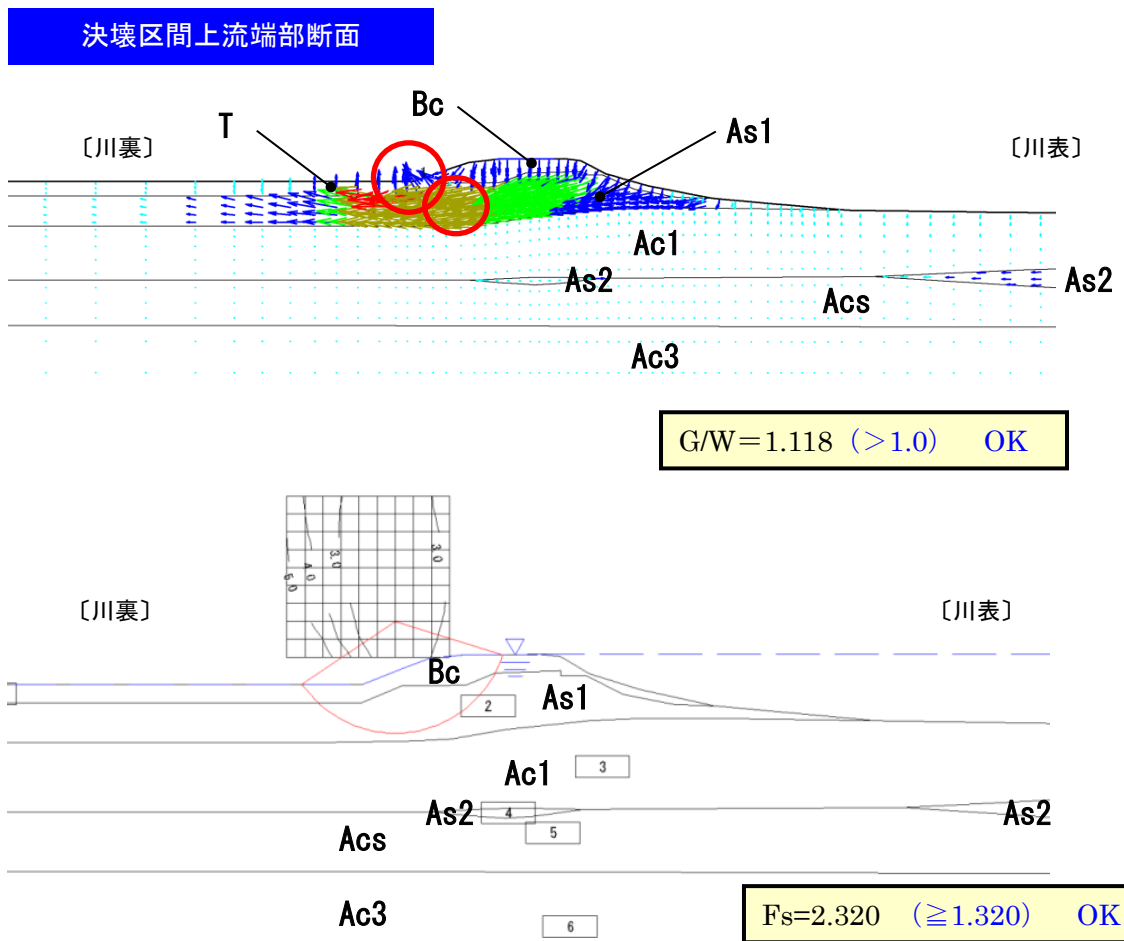 決壊区間上流端部断面
Bc
T
As1
〔川裏〕
〔川表〕
Ac1
As2
As2
Acs
Ac3
G/W＝1.118（＞1.0） OK
3.0
3.0
4.0
5.0
〔川裏〕
〔川表〕
Bc
As1
2
Ac1
3
As2
4
As2
5
Acs
Ac3
6
Fs=2.320 （≧1.320） OK